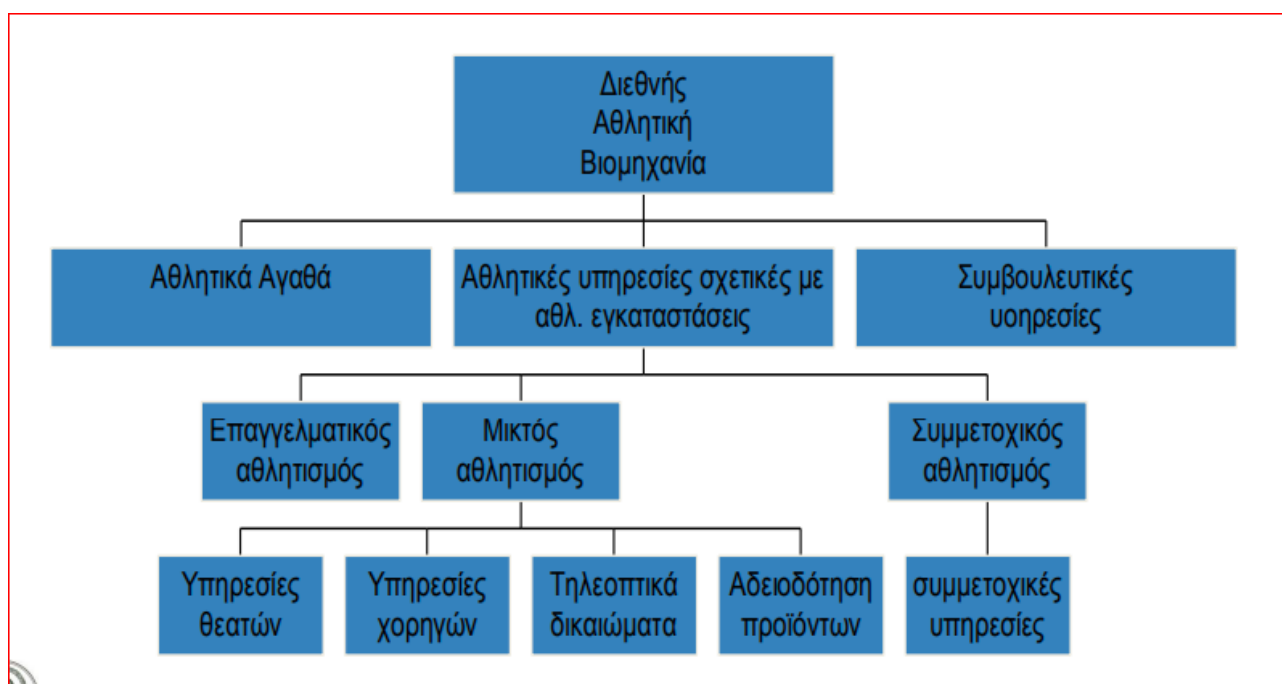 Διεθνής
Αθλητική
Βιομηχανία
Αθλητικά Αγαθά
Αθλητικές υπηρεσίες σχετικές με
αθλ. εγκαταστάσεις
Συμβουλευτικές
υοηρεσίες
Επαγγελματικός
αθλητισμός
Μικτός
αθλητισμός
Συμμετοχικός
αθλητισμός
Υπηρεσίες
θεατών
Υπηρεσίες
χορηγών
Τηλεοπτικά
δικαιώματα
Αδειοδότηση
προϊόντων
συμμετοχικές
υπηρεσίες